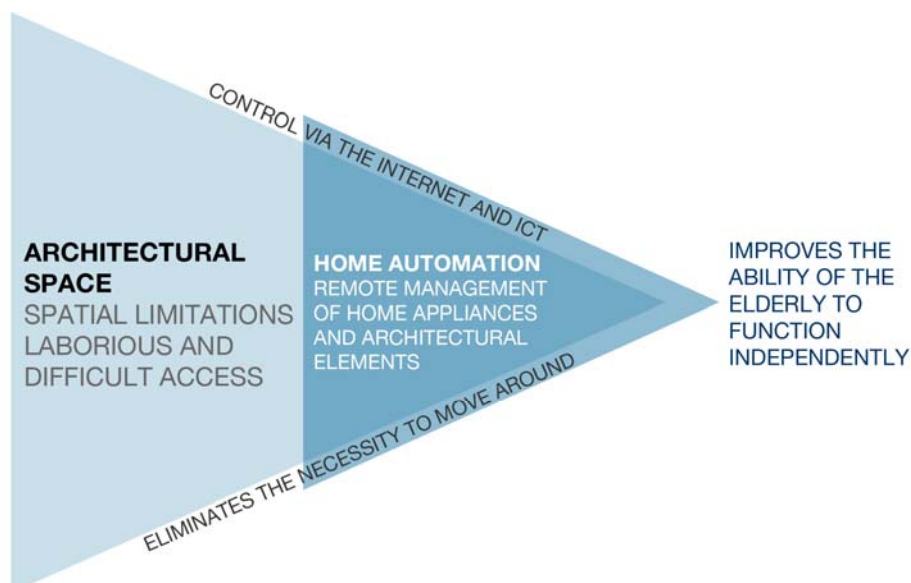 CONTROL VIA THE INTERNET AND ICT
ARCHITECTURAL
SPACE
SPATIAL LIMITATIONS
LABORIOUS AND
DIFFICULT ACCESS
HOME AUTOMATION
REMOTE MANAGEMENT
OF HOME APPLIANCES
AND ARCHITECTURAL
ELEMENTS
IMPROVES THE
ABILITY OF THE
ELDERLY TO
FUNCTION
INDEPENDENTLY
ELIMINATES THE NECESSITY TO MOVE AROUND